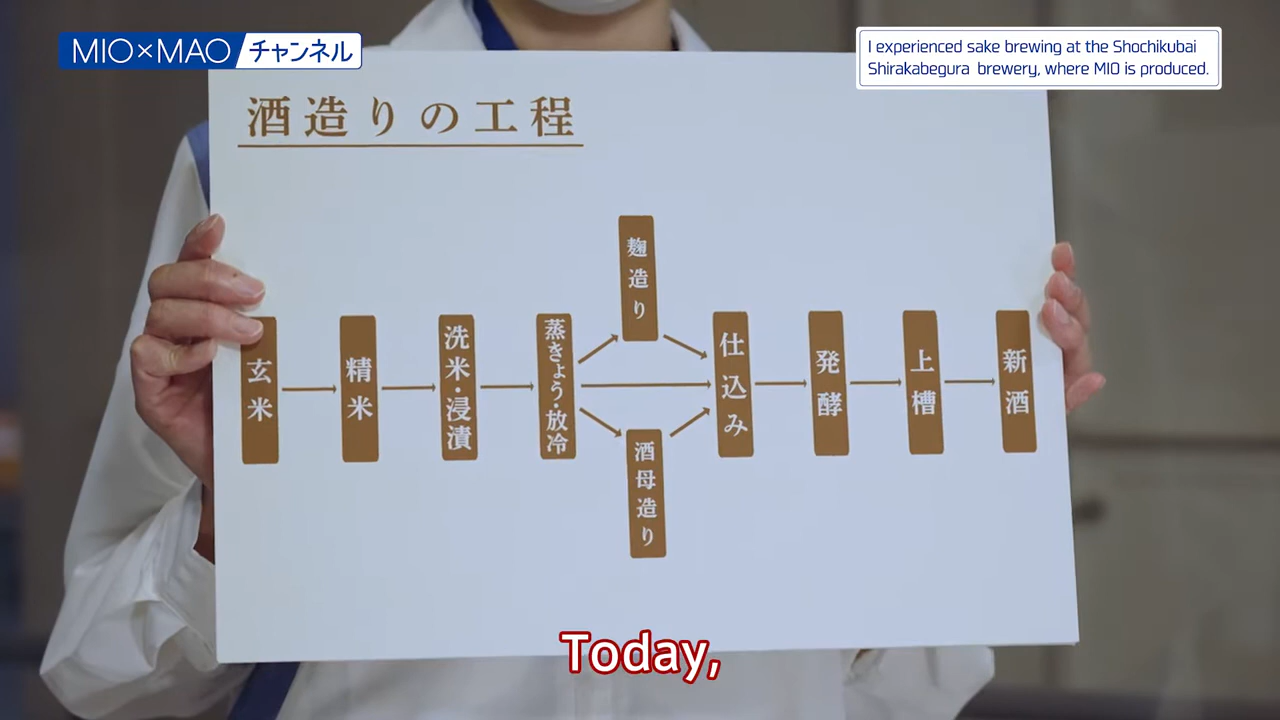 MIO×MAO チャンネル
I experienced sake brewing at the Shochikubai
Shirakabegura brewery, where MIO is produced.
酒造りの工程
玄米
精米
洗米・浸漬
蒸きょう・放冷
麹造り
酒母造り
仕込み
発酵
上槽
新酒
Today,